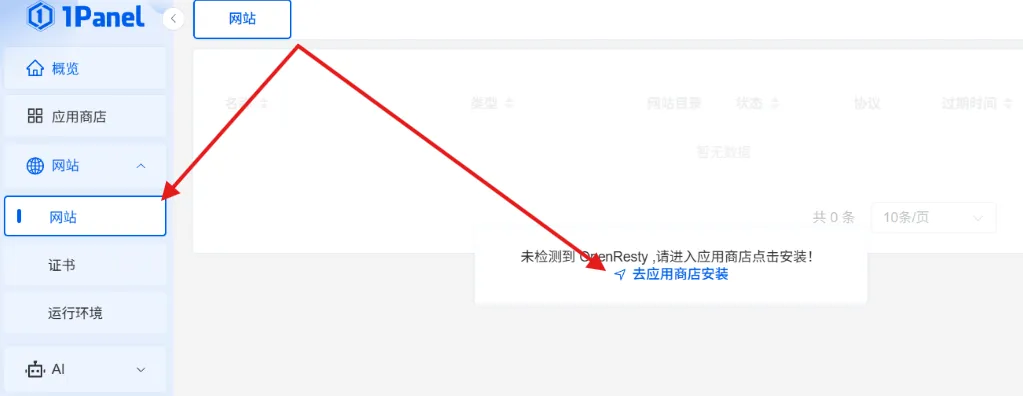 1Panel
网站
概览
应用商店
网站
网站
证书
运行环境
AI
类型
网站目录
状态
协议
过期时间
暂无数据
共 0 条
10条/页
未检测到 OpenResty ,请进入应用商店点击安装!
去应用商店安装